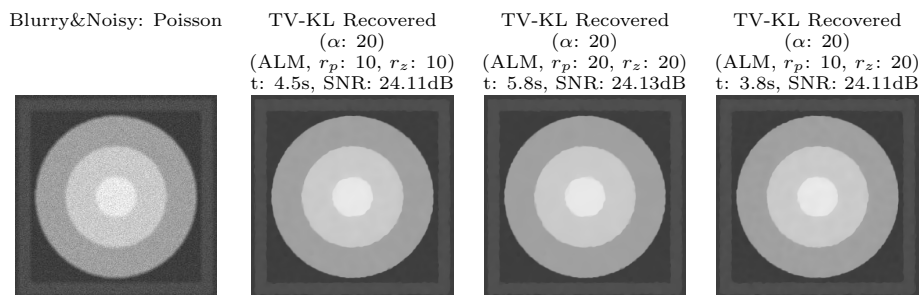 Blurry&Noisy: Poisson
TV-KL Recovered
(α: 20)
(ALM, r_p: 10, r_z: 10)
t: 4.5s, SNR: 24.11dB
TV-KL Recovered
(α: 20)
(ALM, r_p: 20, r_z: 20)
t: 5.8s, SNR: 24.13dB
TV-KL Recovered
(α: 20)
(ALM, r_p: 10, r_z: 20)
t: 3.8s, SNR: 24.11dB